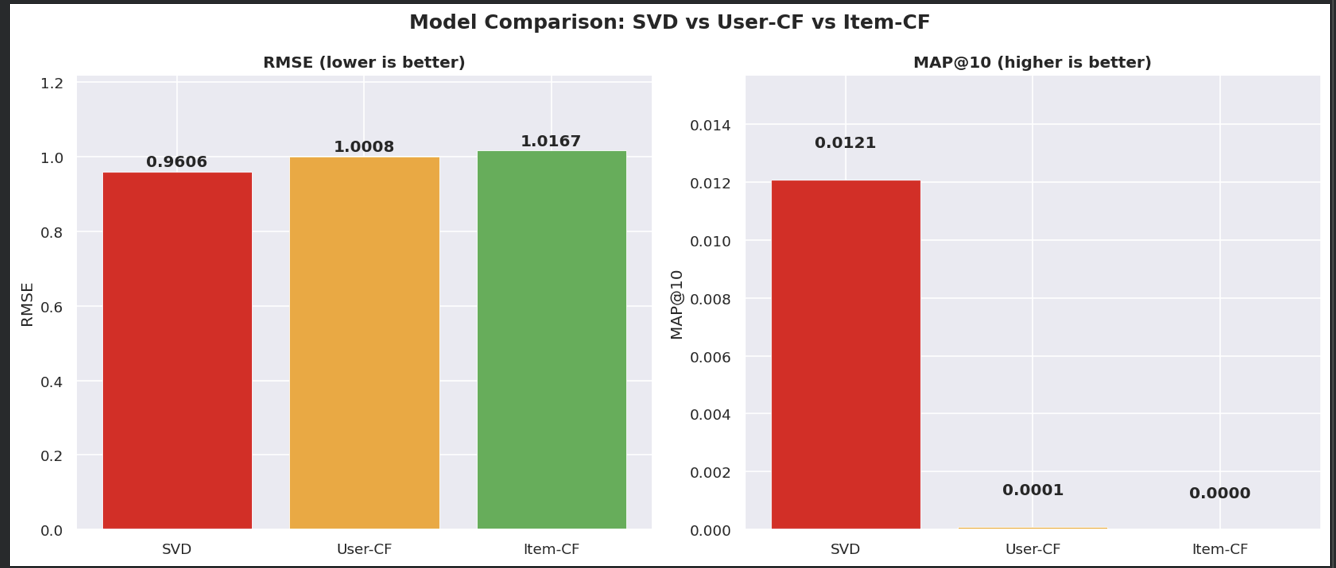 Model Comparison: SVD vs User-CF vs Item-CF
RMSE (lower is better)
RMSE
1.2
1.0
0.8
0.6
0.4
0.2
0.0
0.9606
1.0008
1.0167
SVD
User-CF
Item-CF
MAP@10 (higher is better)
MAP@10
0.014
0.012
0.010
0.008
0.006
0.004
0.002
0.000
0.0121
0.0001
0.0000
SVD
User-CF
Item-CF